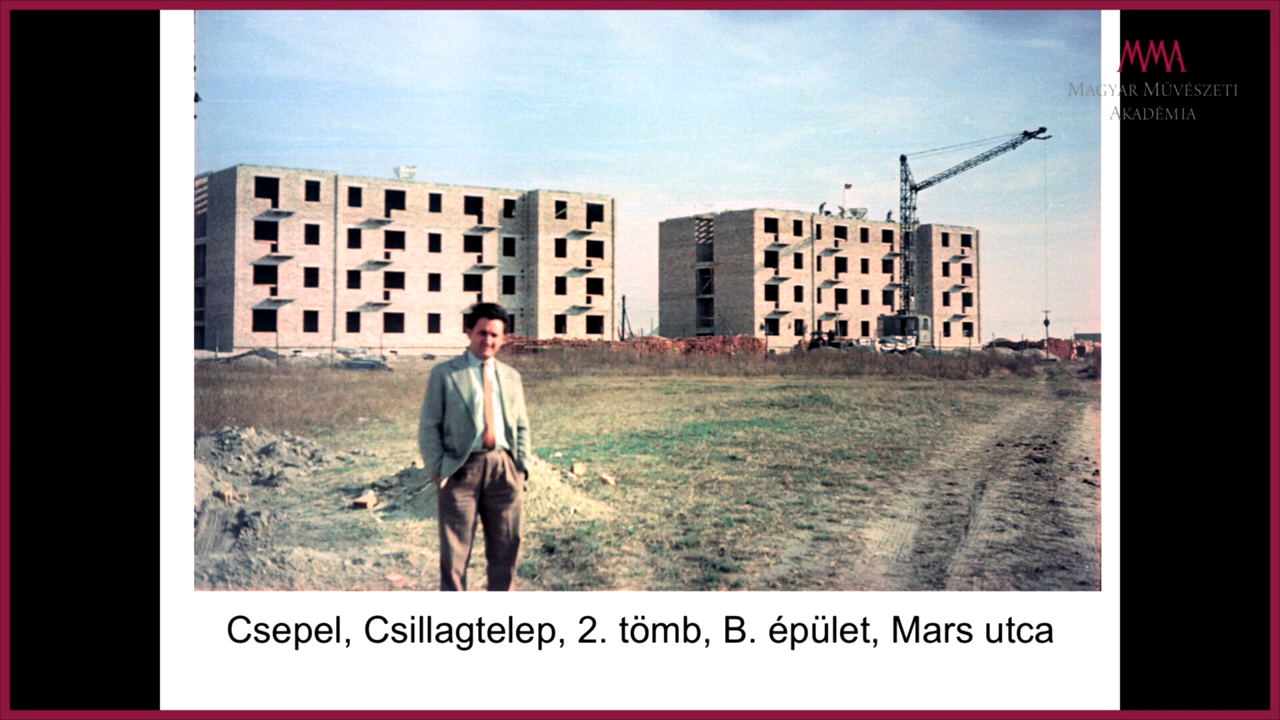 MMA
MAGYAR MŰVÉSZETI
AKADÉMIA
Csepel, Csillagtelep, 2. tömb, B. épület, Mars utca